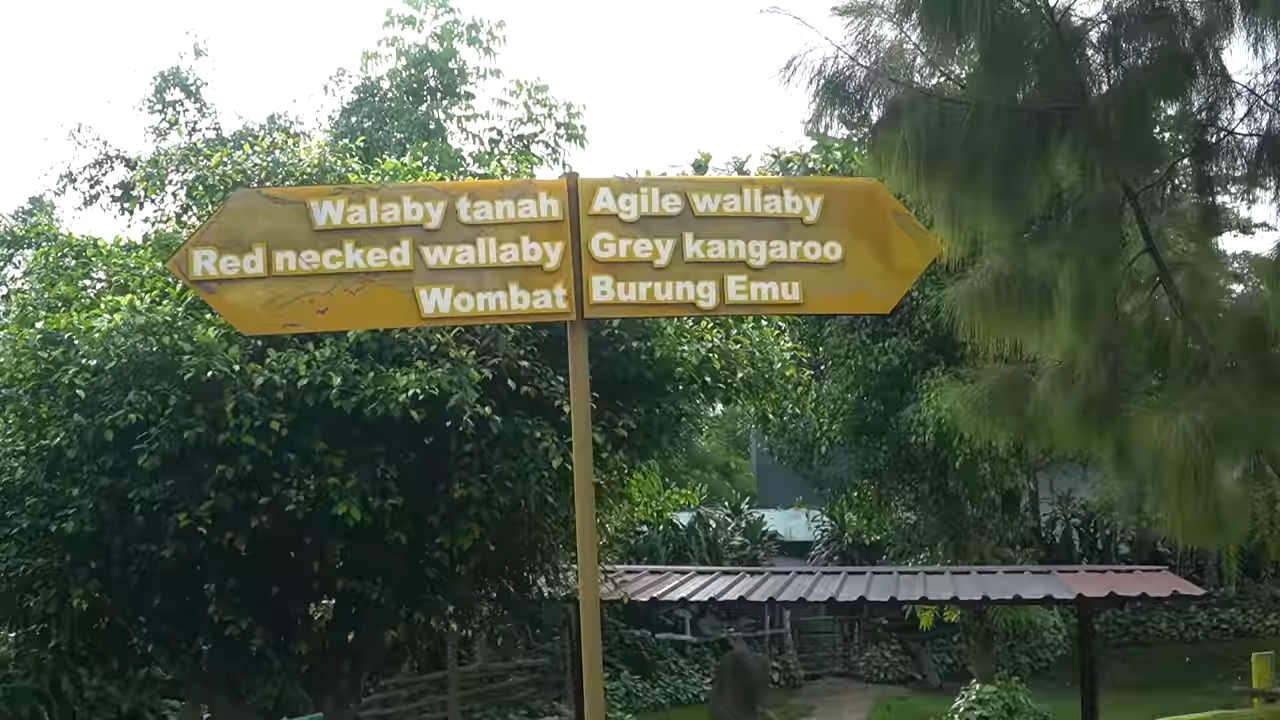 Walaby tanah
Red necked wallaby
Wombat
Agile wallaby
Grey kangaroo
Burung Emu